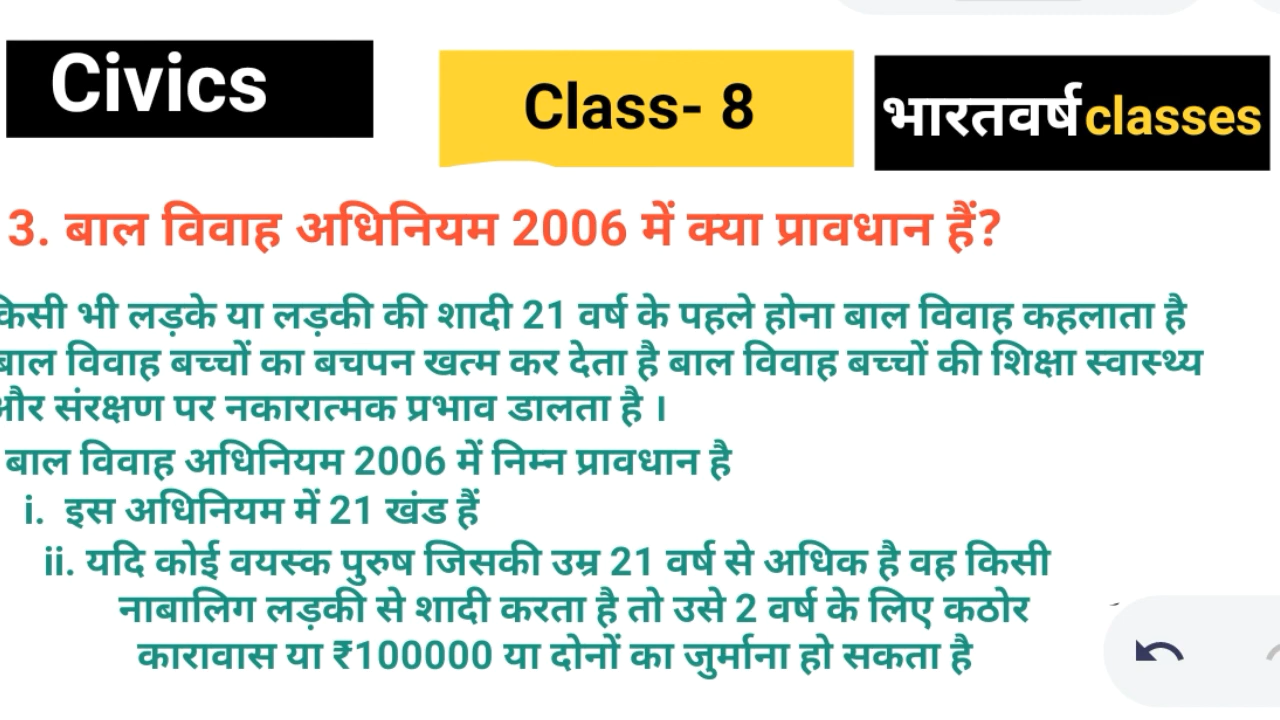 Civics
Class- 8
भारतवर्ष classes
3. बाल विवाह अधिनियम 2006 में क्या प्रावधान हैं?
किसी भी लड़के या लड़की की शादी 21 वर्ष के पहले होना बाल विवाह कहलाता है
बाल विवाह बच्चों का बचपन खत्म कर देता है बाल विवाह बच्चों की शिक्षा स्वास्थ्य
और संरक्षण पर नकारात्मक प्रभाव डालता है ।
बाल विवाह अधिनियम 2006 में निम्न प्रावधान है
i. इस अधिनियम में 21 खंड हैं
ii. यदि कोई वयस्क पुरुष जिसकी उम्र 21 वर्ष से अधिक है वह किसी
नाबालिग लड़की से शादी करता है तो उसे 2 वर्ष के लिए कठोर
कारावास या ₹100000 या दोनों का जुर्माना हो सकता है